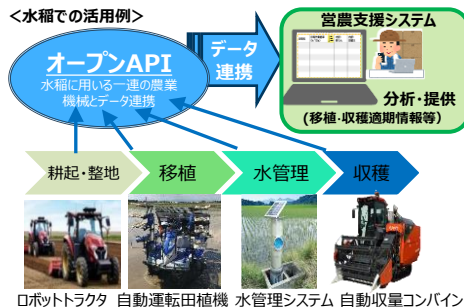 <水稲での活用例>
オープンAPI
水稲に用いる一連の農業
機械とデータ連携
データ
連携
営農支援システム
分析・提供
(移植・収穫適期情報等)
耕起・整地
移植
水管理
収穫
ロボットトラクタ
自動運転田植機
水管理システム
自動収量コンバイン